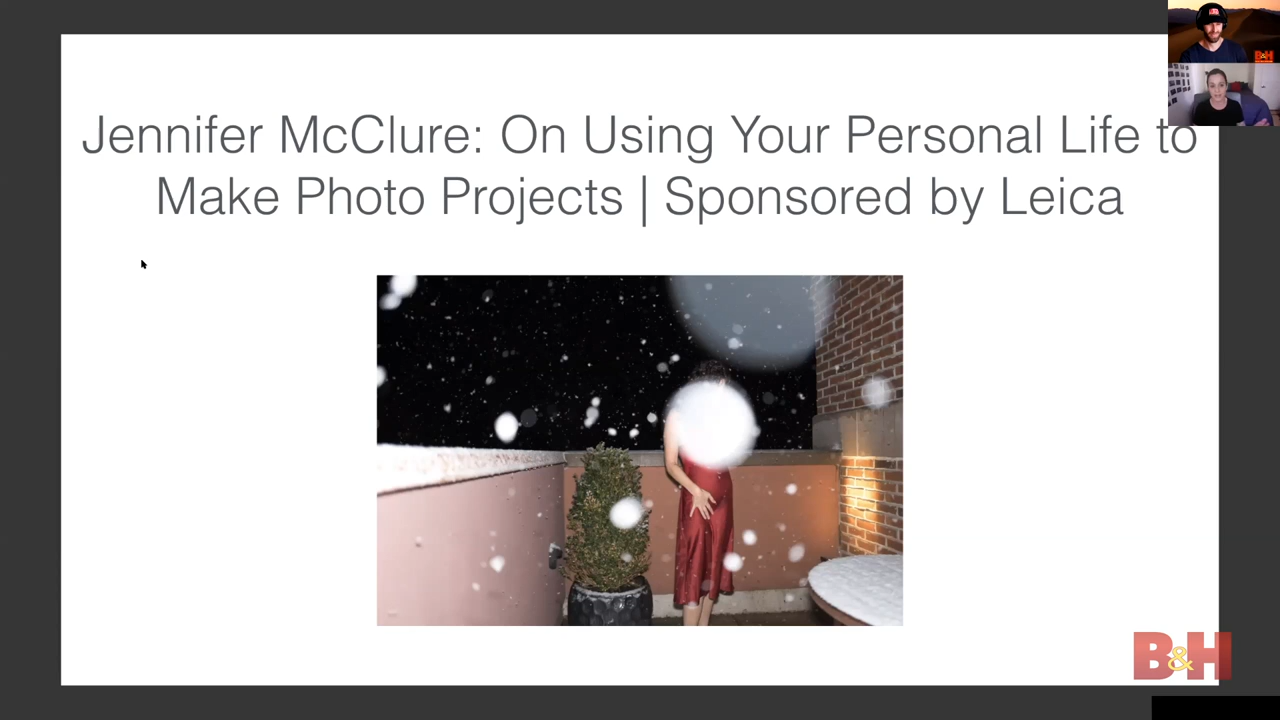 Jennifer McClure: On Using Your Personal Life to
Make Photo Projects | Sponsored by Leica
B&H
B&H